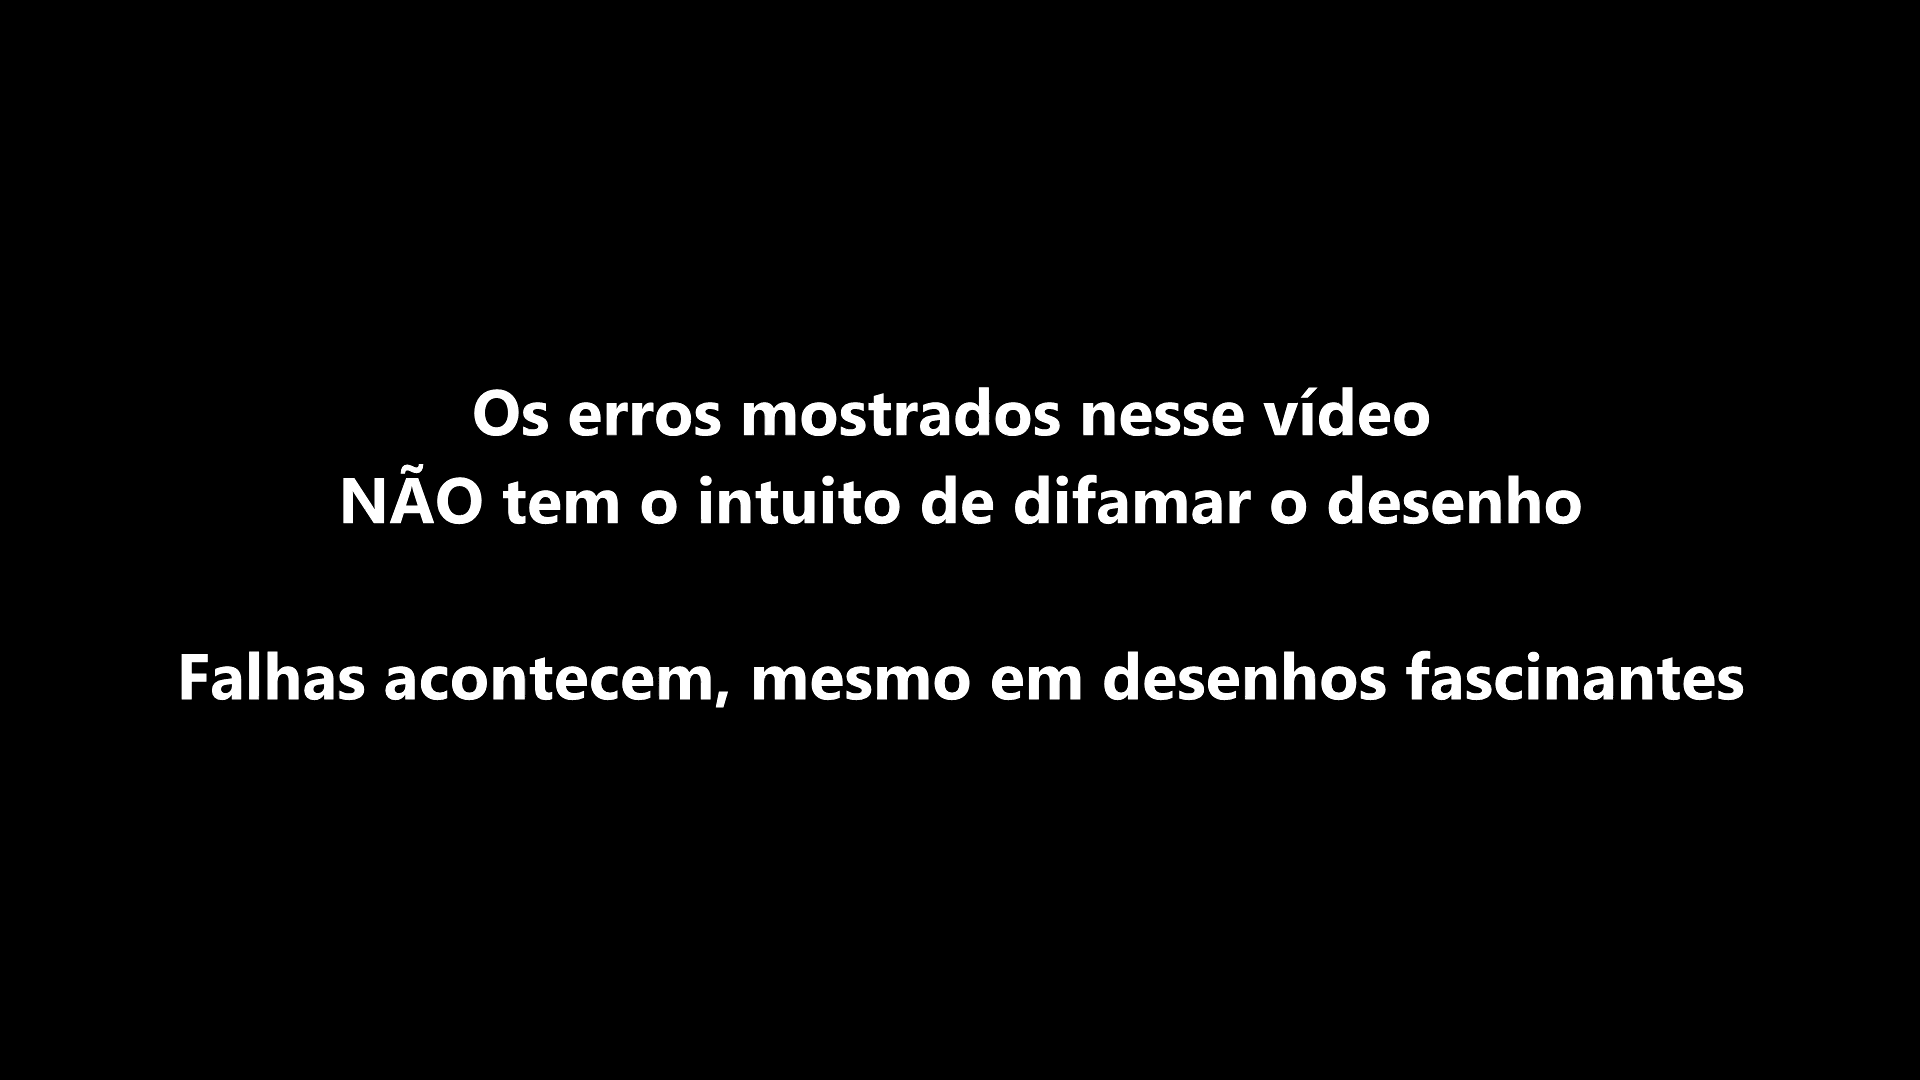 Os erros mostrados nesse vídeo
NÃO tem o intuito de difamar o desenho
Falhas acontecem, mesmo em desenhos fascinantes